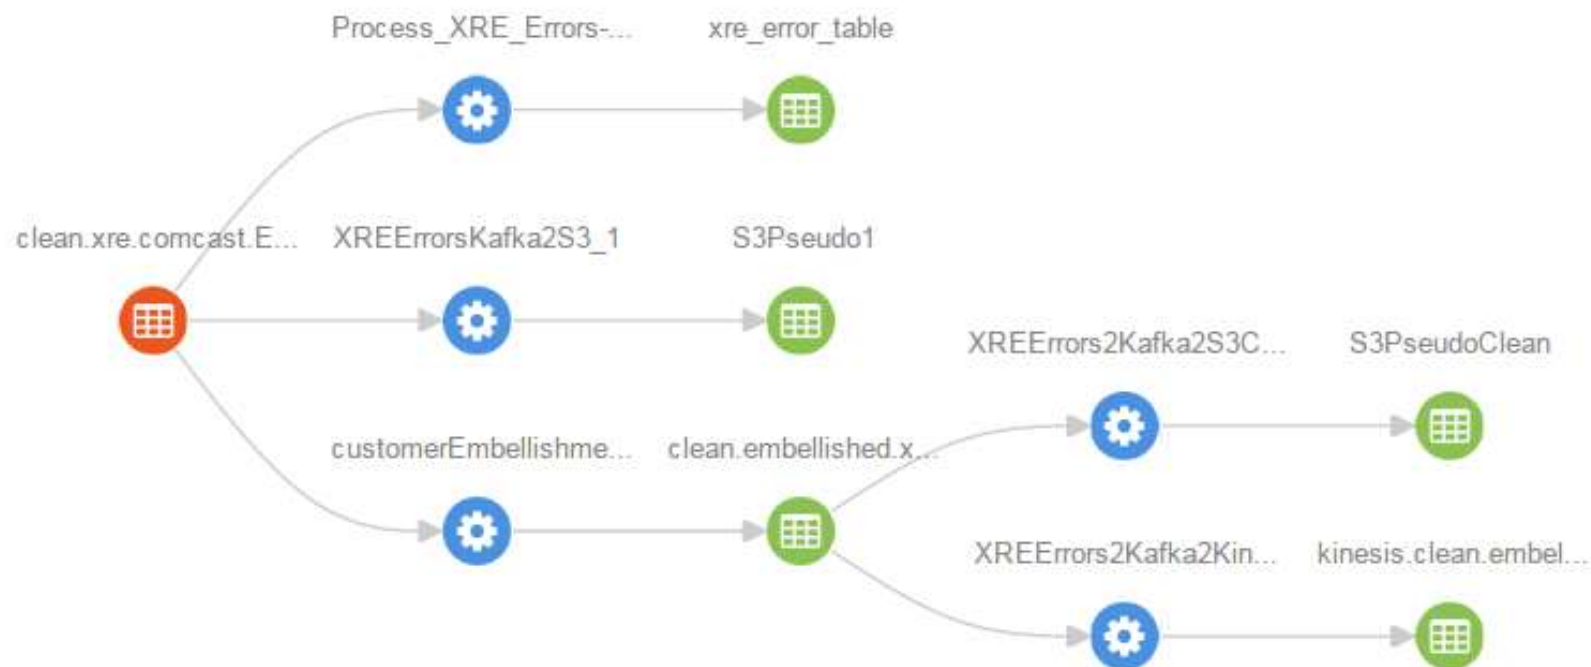 Process_XRE_Errors-...
xre_error_table
clean.xre.comcast.E...
XREErrorsKafka2S3_1
S3Pseudo1
XREErrors2Kafka2S3C...
S3PseudoClean
customerEmbellishme...
clean.embellished.x...
XREErrors2Kafka2Kin...
kinesis.clean.embel...